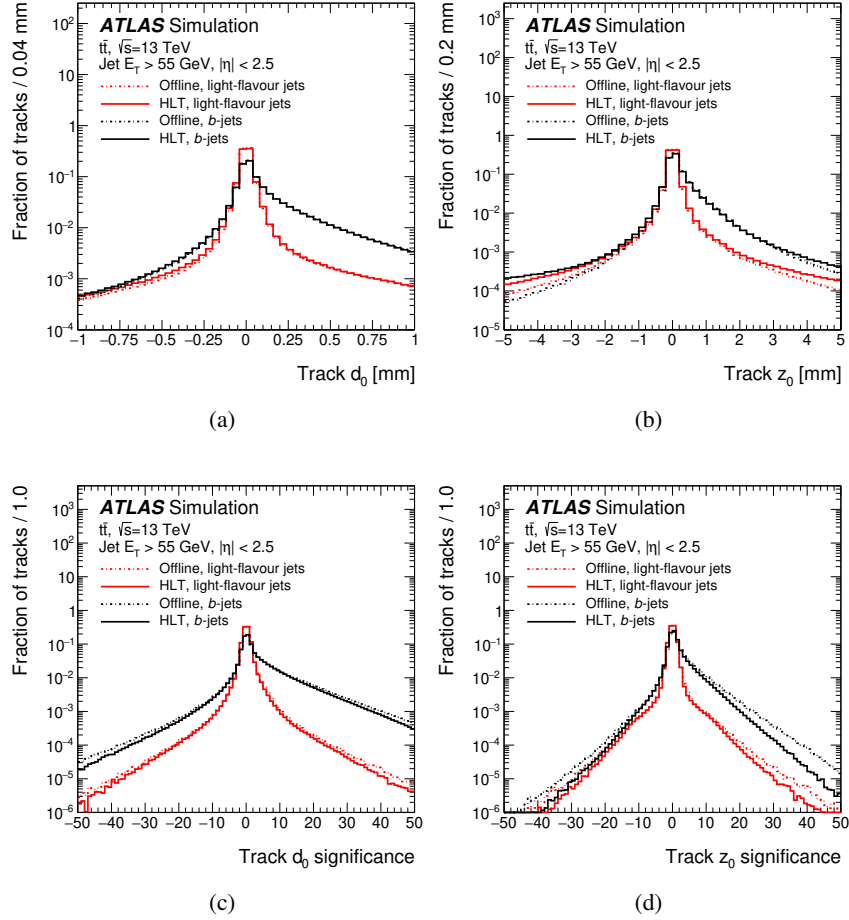 ATLAS Simulation
tt̄, √s=13 TeV
Jet E_T > 55 GeV, |η| < 2.5
Offline, light-flavour jets
HLT, light-flavour jets
Offline, b-jets
HLT, b-jets
Fraction of tracks / 0.04 mm
10²
10
1
10⁻¹
10⁻²
10⁻³
10⁻⁴
−1 −0.75 −0.5 −0.25 0 0.25 0.5 0.75 1
Track d₀ [mm]
(a)
ATLAS Simulation
tt̄, √s=13 TeV
Jet E_T > 55 GeV, |η| < 2.5
Offline, light-flavour jets
HLT, light-flavour jets
Offline, b-jets
HLT, b-jets
Fraction of tracks / 0.2 mm
10³
10²
10
1
10⁻¹
10⁻²
10⁻³
10⁻⁴
10⁻⁵
−5 −4 −3 −2 −1 0 1 2 3 4 5
Track z₀ [mm]
(b)
ATLAS Simulation
tt̄, √s=13 TeV
Jet E_T > 55 GeV, |η| < 2.5
Offline, light-flavour jets
HLT, light-flavour jets
Offline, b-jets
HLT, b-jets
Fraction of tracks / 1.0
10³
10²
10
1
10⁻¹
10⁻²
10⁻³
10⁻⁴
10⁻⁵
10⁻⁶
−50 −40 −30 −20 −10 0 10 20 30 40 50
Track d₀ significance
(c)
ATLAS Simulation
tt̄, √s=13 TeV
Jet E_T > 55 GeV, |η| < 2.5
Offline, light-flavour jets
HLT, light-flavour jets
Offline, b-jets
HLT, b-jets
Fraction of tracks / 1.0
10³
10²
10
1
10⁻¹
10⁻²
10⁻³
10⁻⁴
10⁻⁵
10⁻⁶
−50 −40 −30 −20 −10 0 10 20 30 40 50
Track z₀ significance
(d)